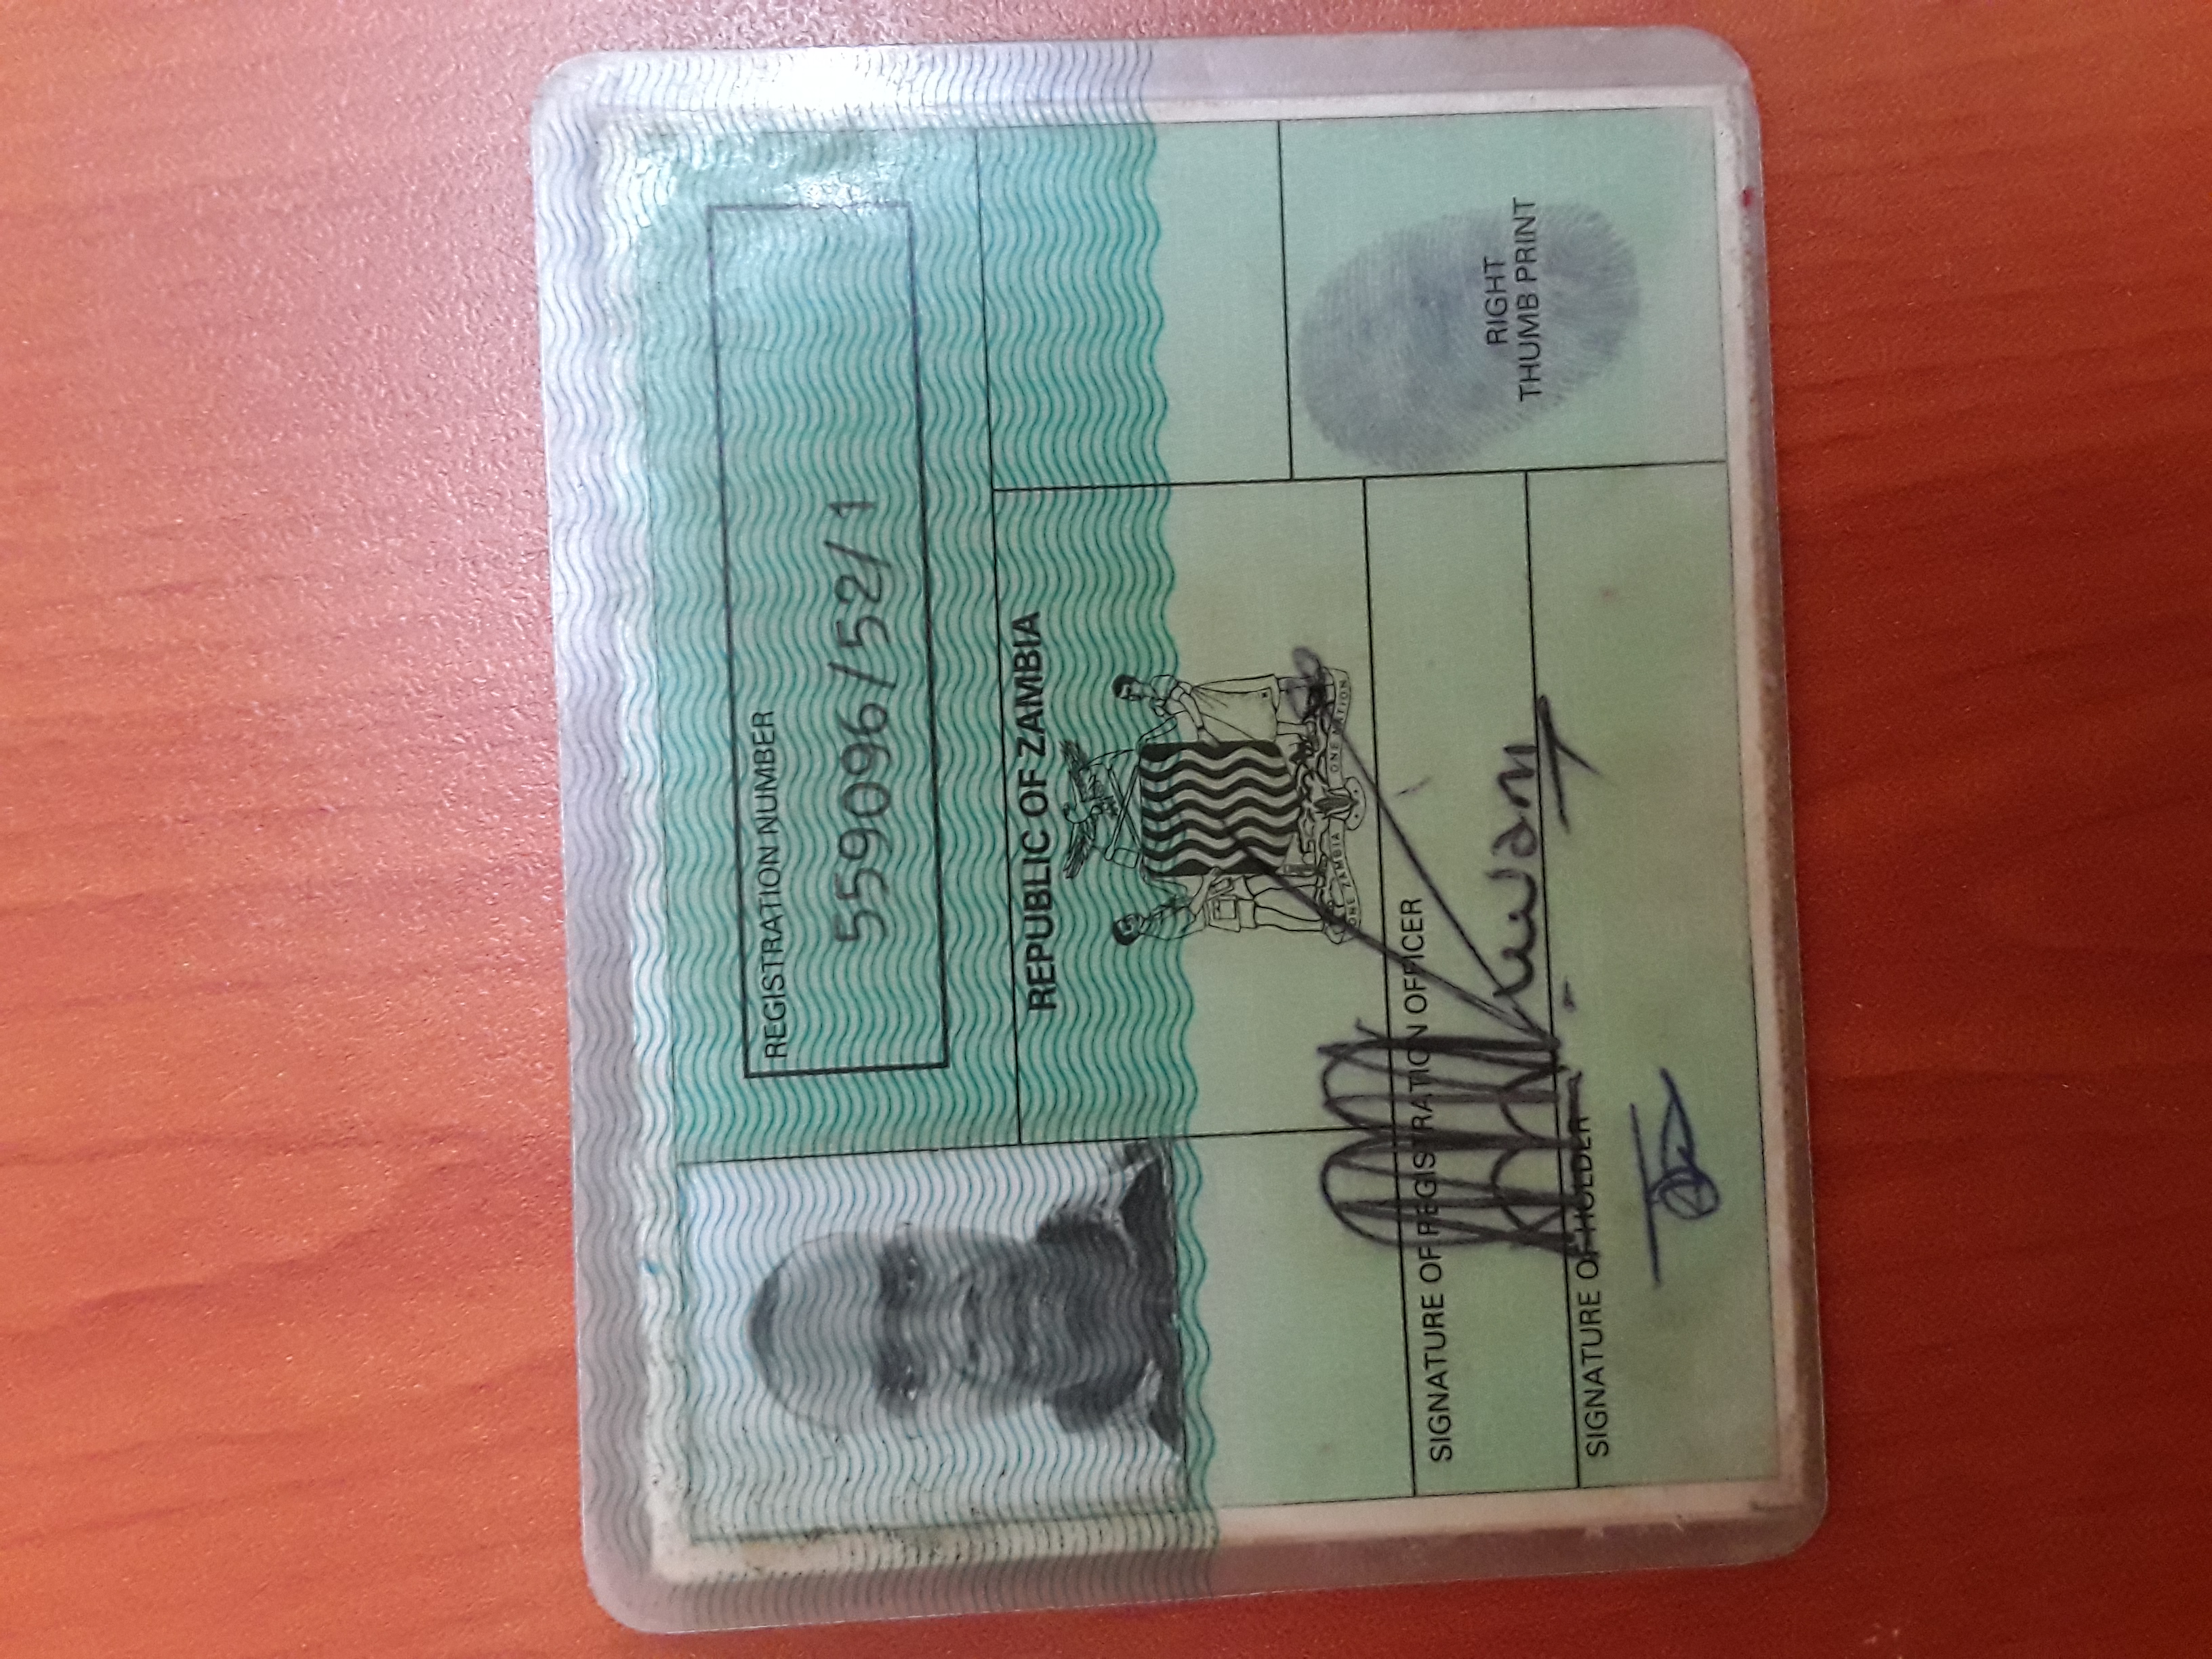 REGISTRATION NUMBER
559096/52/1
REPUBLIC OF ZAMBIA
ONE ZAMBIA ONE NATION
SIGNATURE OF REGISTRATION OFFICER
SIGNATURE OF HOLDER
RIGHT
THUMB PRINT